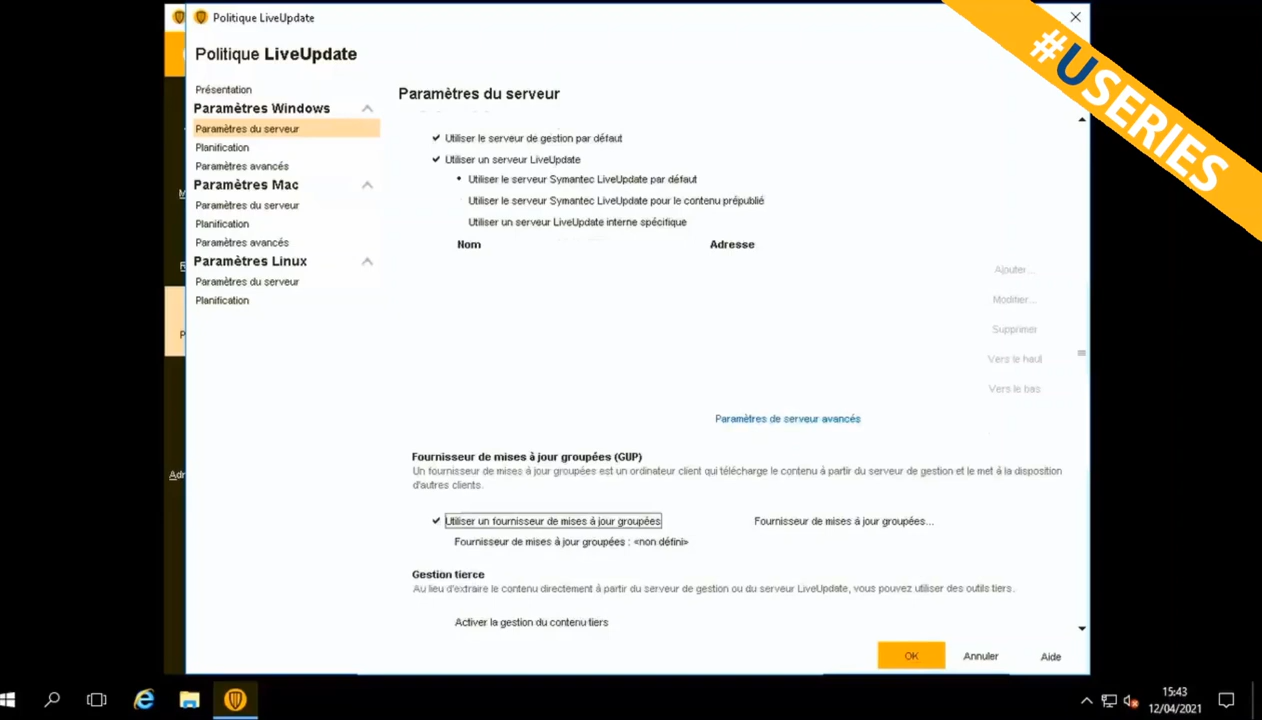 Politique LiveUpdate
#USERIES
Politique LiveUpdate
Présentation
Paramètres Windows
Paramètres du serveur
Planification
Paramètres avancés
Paramètres Mac
Paramètres du serveur
Planification
Paramètres avancés
Paramètres Linux
Paramètres du serveur
Planification
Paramètres du serveur
Utiliser le serveur de gestion par défaut
Utiliser un serveur LiveUpdate
Utiliser le serveur Symantec LiveUpdate par défaut
Utiliser le serveur Symantec LiveUpdate pour le contenu prépublié
Utiliser un serveur LiveUpdate interne spécifique
Nom Adresse
Ajouter...
Modifier...
Supprimer
Vers le haut
Vers le bas
Paramètres de serveur avancés
Fournisseur de mises à jour groupées (GUP)
Un fournisseur de mises à jour groupées est un ordinateur client qui télécharge le contenu à partir du serveur de gestion et le met à la disposition
d'autres clients.
Utiliser un fournisseur de mises à jour groupées Fournisseur de mises à jour groupées...
Fournisseur de mises à jour groupées : <non défini>
Gestion tierce
Au lieu d'extraire le contenu directement à partir du serveur de gestion ou du serveur LiveUpdate, vous pouvez utiliser des outils tiers.
Activer la gestion du contenu tiers
OK Annuler Aide
Adr
15:43
12/04/2021